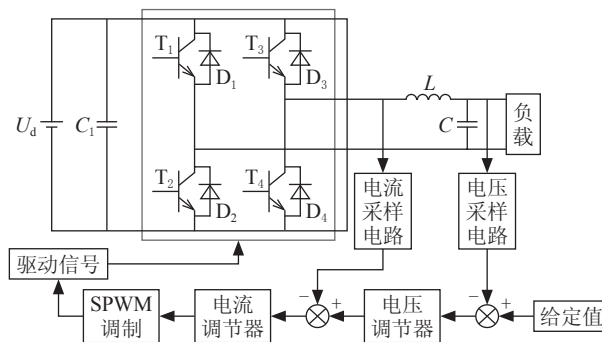 T₁
T₃
D₁
D₃
L
U_d
C₁
C
负
载
T₂
T₄
D₂
D₄
电流
采样
电路
电压
采样
电路
驱动信号
SPWM
调制
电流
调节器
−
+
电压
调节器
−
+
给定值